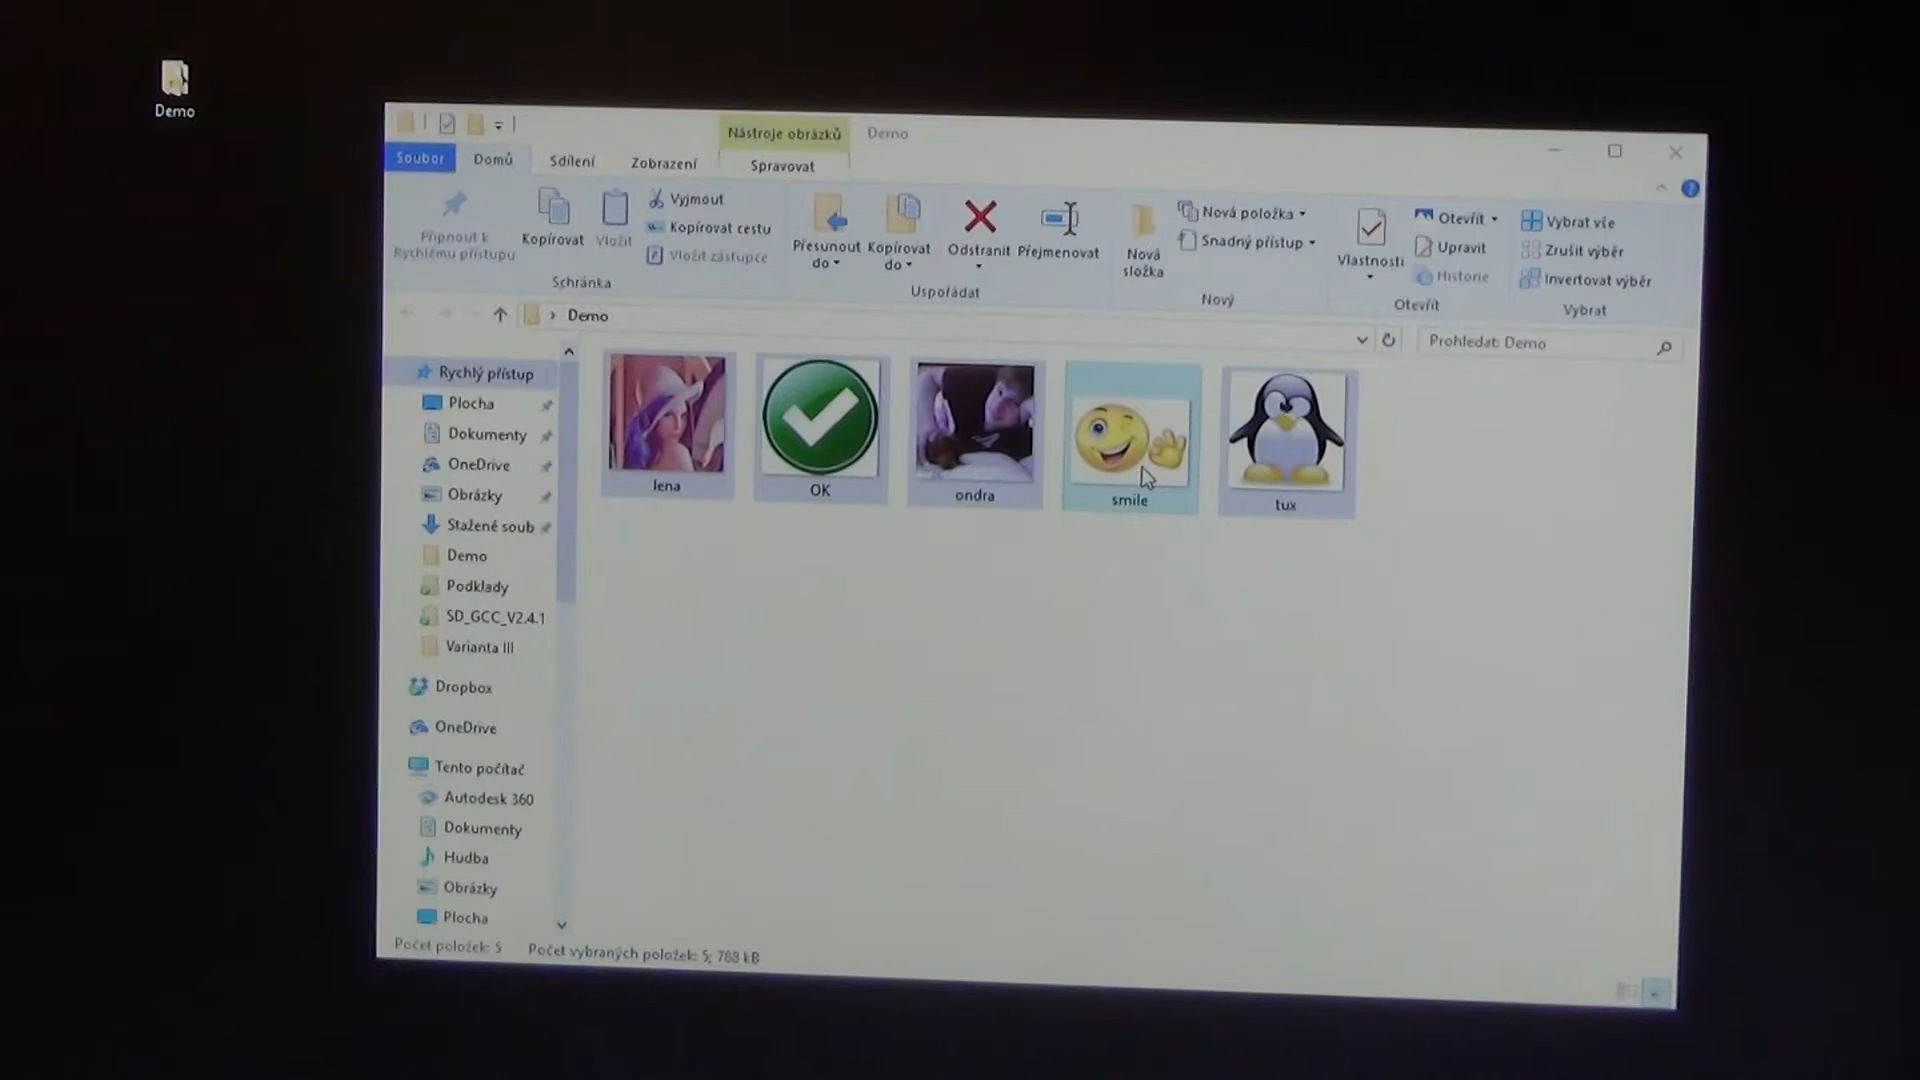 Demo
Nástroje obrázků
Demo
Soubor
Domů
Sdílení
Zobrazení
Spravovat
Připnout k
Rychlému přístupu
Kopírovat
Vložit
Vyjmout
Kopírovat cestu
Vložit zástupce
Schránka
Přesunout
do
Kopírovat
do
Odstranit
Přejmenovat
Uspořádat
Nová
složka
Nová položka
Snadný přístup
Nový
Vlastnosti
Otevřít
Upravit
Historie
Otevřít
Vybrat vše
Zrušit výběr
Invertovat výběr
Vybrat
Demo
Prohledat: Demo
Rychlý přístup
Plocha
Dokumenty
OneDrive
Obrázky
Stažené soub
Demo
Podklady
SD_GCC_V2.4.1
Varianta III
Dropbox
OneDrive
Tento počítač
Autodesk 360
Dokumenty
Hudba
Obrázky
Plocha
lena
OK
ondra
smile
tux
Počet položek: 5
Počet vybraných položek: 5; 788 kB